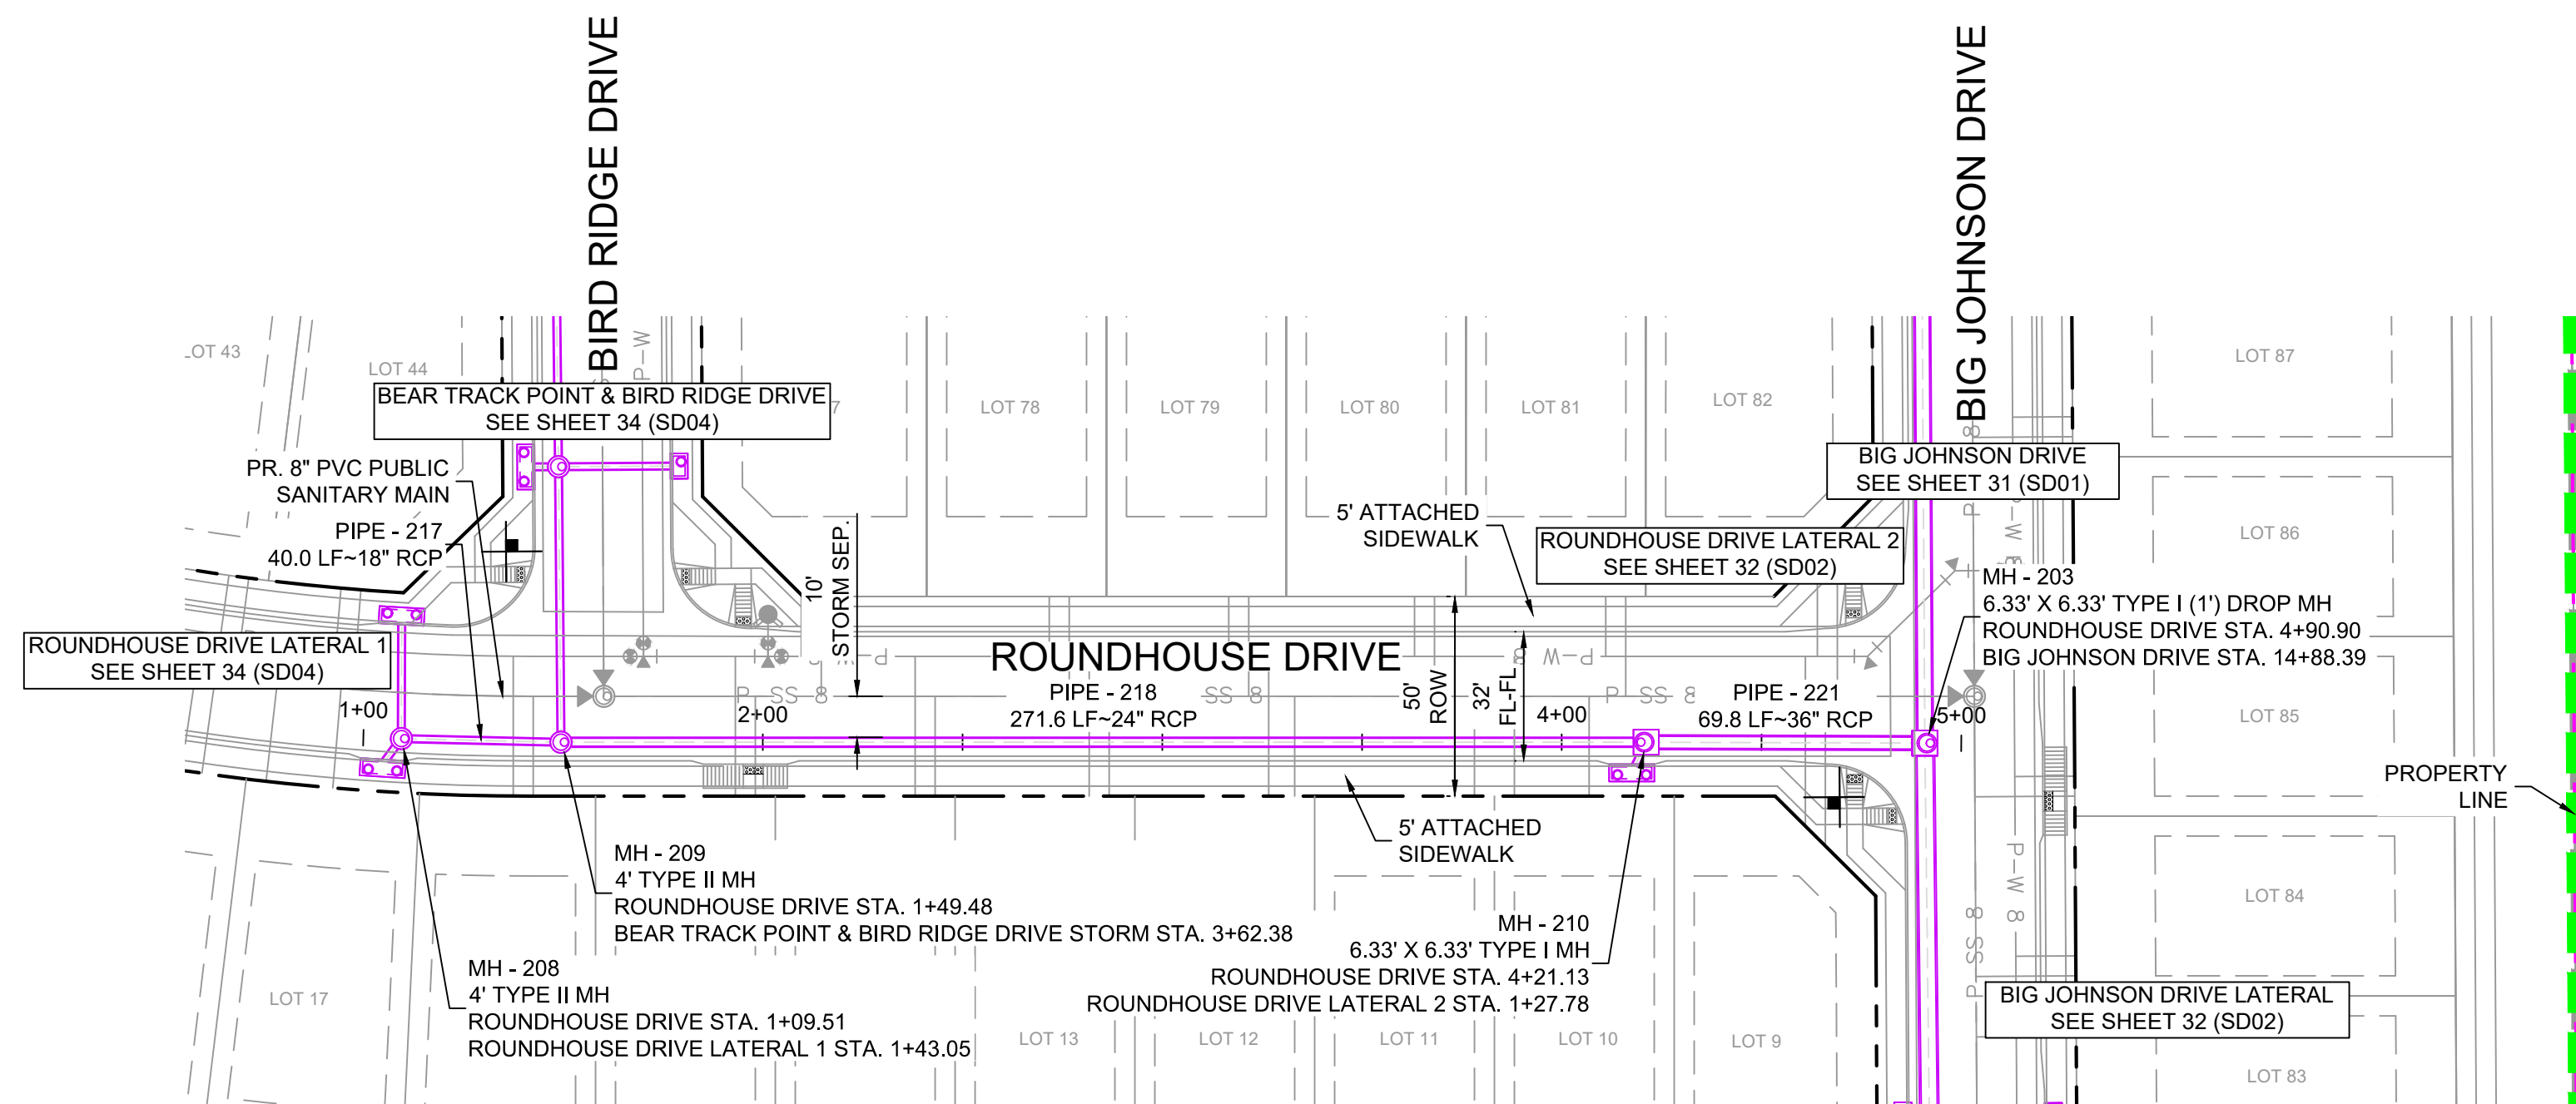 BIRD RIDGE DRIVE
BIG JOHNSON DRIVE
LOT 43
LOT 44
BEAR TRACK POINT & BIRD RIDGE DRIVE
SEE SHEET 34 (SD04)
P-W
LOT 78
LOT 79
LOT 80
LOT 81
LOT 82
LOT 87
BIG JOHNSON DRIVE
SEE SHEET 31 (SD01)
PR. 8" PVC PUBLIC
SANITARY MAIN
PIPE - 217
40.0 LF~18" RCP
10'
STORM SEP.
5' ATTACHED
SIDEWALK
ROUNDHOUSE DRIVE LATERAL 2
SEE SHEET 32 (SD02)
LOT 86
MH - 203
6.33' X 6.33' TYPE I (1') DROP MH
ROUNDHOUSE DRIVE STA. 4+90.90
BIG JOHNSON DRIVE STA. 14+88.39
ROUNDHOUSE DRIVE LATERAL 1
SEE SHEET 34 (SD04)
ROUNDHOUSE DRIVE
P-W 8
1+00
P SS 8
2+00
PIPE - 218
271.6 LF~24" RCP
SS 8
50'
ROW
32'
FL-FL
4+00
P SS 8
PIPE - 221
69.8 LF~36" RCP
5+00
LOT 85
PROPERTY
LINE
5' ATTACHED
SIDEWALK
MH - 209
4' TYPE II MH
ROUNDHOUSE DRIVE STA. 1+49.48
BEAR TRACK POINT & BIRD RIDGE DRIVE STORM STA. 3+62.38
MH - 210
6.33' X 6.33' TYPE I MH
ROUNDHOUSE DRIVE STA. 4+21.13
ROUNDHOUSE DRIVE LATERAL 2 STA. 1+27.78
P-W 8
P SS 8
LOT 84
MH - 208
4' TYPE II MH
ROUNDHOUSE DRIVE STA. 1+09.51
ROUNDHOUSE DRIVE LATERAL 1 STA. 1+43.05
LOT 17
LOT 13
LOT 12
LOT 11
LOT 10
LOT 9
BIG JOHNSON DRIVE LATERAL
SEE SHEET 32 (SD02)
LOT 83